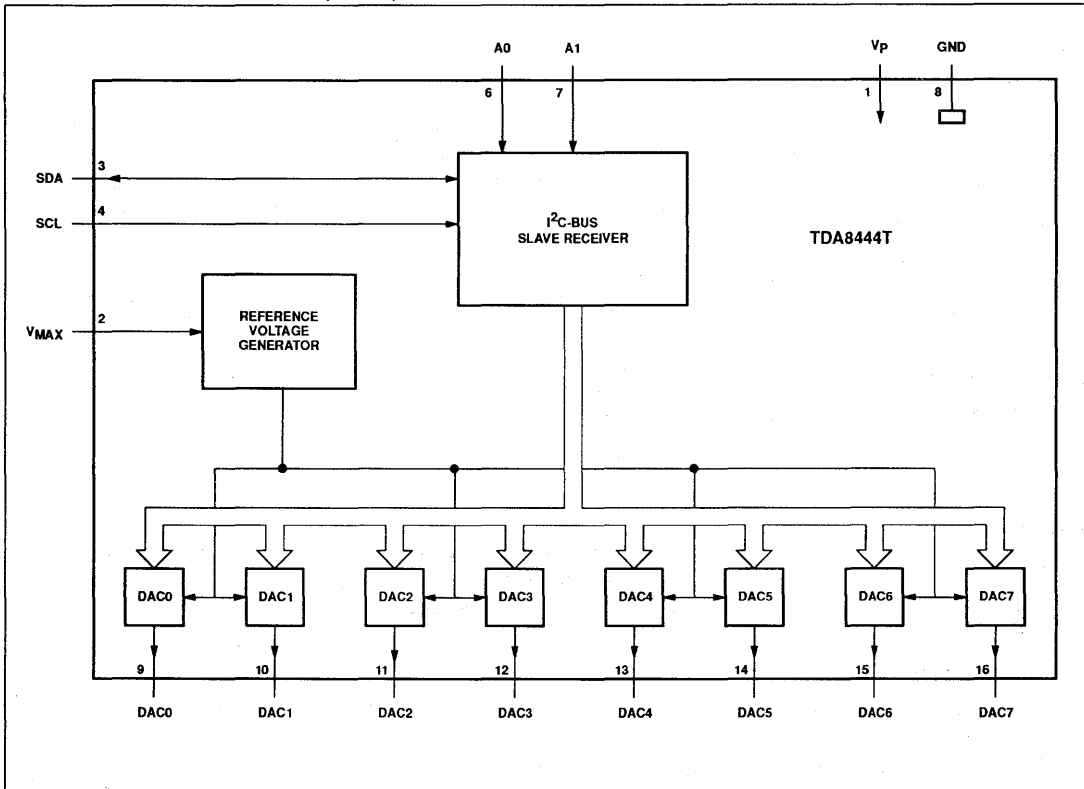 A0 A1 VP GND
6 7 1 8
SDA 3
SCL 4
I²C-BUS
SLAVE RECEIVER
TDA8444T
VMAX 2
REFERENCE
VOLTAGE
GENERATOR
DAC0 DAC1 DAC2 DAC3 DAC4 DAC5 DAC6 DAC7
9 10 11 12 13 14 15 16
DAC0 DAC1 DAC2 DAC3 DAC4 DAC5 DAC6 DAC7